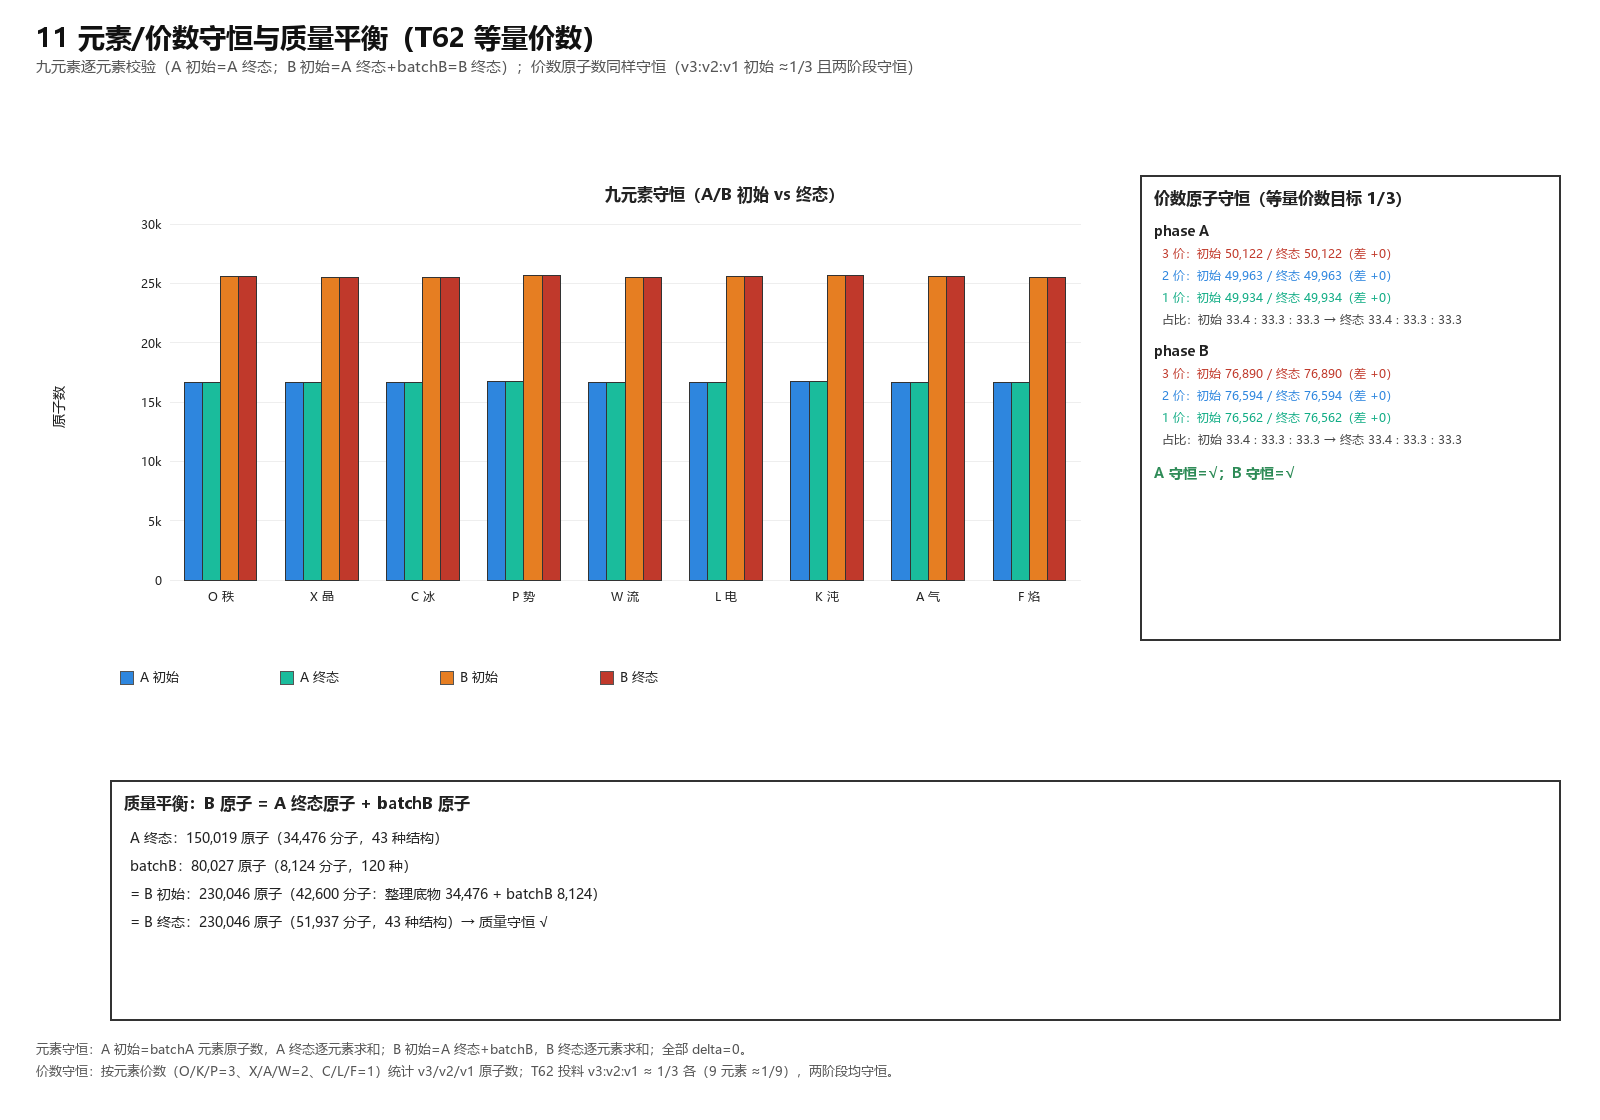 11 元素/价数守恒与质量平衡（T62 等量价数）
九元素逐元素校验（A 初始=A 终态；B 初始=A 终态+batchB=B 终态）；价数原子数同样守恒（v3:v2:v1 初始 ≈1/3 且两阶段守恒）
九元素守恒（A/B 初始 vs 终态）
30k
25k
20k
15k
10k
5k
0
原子数
O 秩
X 晶
C 冰
P 势
W 流
L 电
K 沌
A 气
F 焰
A 初始
A 终态
B 初始
B 终态
价数原子守恒（等量价数目标 1/3）
phase A
3 价：初始 50,122 / 终态 50,122（差 +0）
2 价：初始 49,963 / 终态 49,963（差 +0）
1 价：初始 49,934 / 终态 49,934（差 +0）
占比：初始 33.4 : 33.3 : 33.3 → 终态 33.4 : 33.3 : 33.3
phase B
3 价：初始 76,890 / 终态 76,890（差 +0）
2 价：初始 76,594 / 终态 76,594（差 +0）
1 价：初始 76,562 / 终态 76,562（差 +0）
占比：初始 33.4 : 33.3 : 33.3 → 终态 33.4 : 33.3 : 33.3
A 守恒=√；B 守恒=√
质量平衡：B 原子 = A 终态原子 + batchB 原子
A 终态：150,019 原子（34,476 分子，43 种结构）
batchB：80,027 原子（8,124 分子，120 种）
= B 初始：230,046 原子（42,600 分子：整理底物 34,476 + batchB 8,124）
= B 终态：230,046 原子（51,937 分子，43 种结构）→ 质量守恒 √
元素守恒：A 初始=batchA 元素原子数，A 终态逐元素求和；B 初始=A 终态+batchB，B 终态逐元素求和；全部 delta=0。
价数守恒：按元素价数（O/K/P=3、X/A/W=2、C/L/F=1）统计 v3/v2/v1 原子数；T62 投料 v3:v2:v1 ≈ 1/3 各（9 元素 ≈1/9），两阶段均守恒。